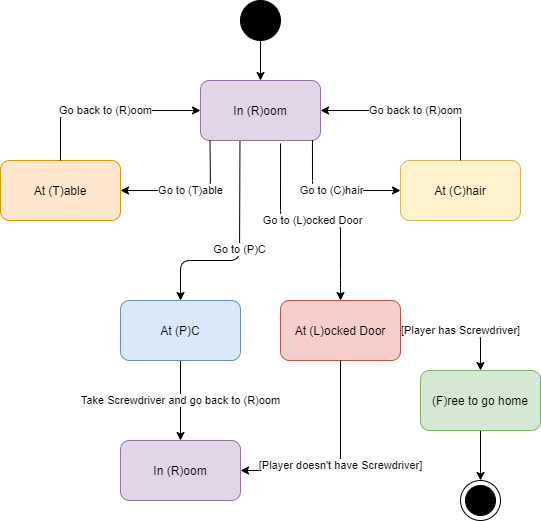 In (R)oom
Go back to (R)oom
Go back to (R)oom
At (T)able
Go to (T)able
Go to (C)hair
At (C)hair
Go to (L)ocked Door
Go to (P)C
At (P)C
At (L)ocked Door
[Player has Screwdriver]
Take Screwdriver and go back to (R)oom
(F)ree to go home
In (R)oom
[Player doesn't have Screwdriver]